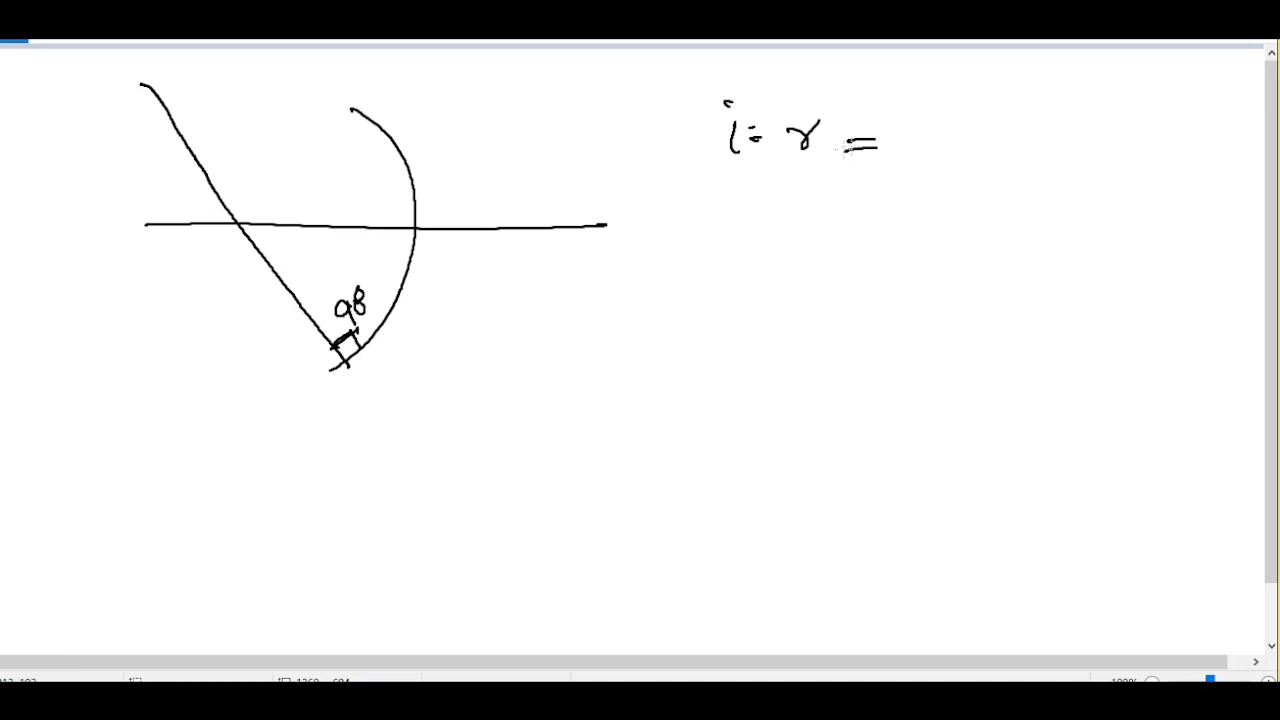 i = r =
90